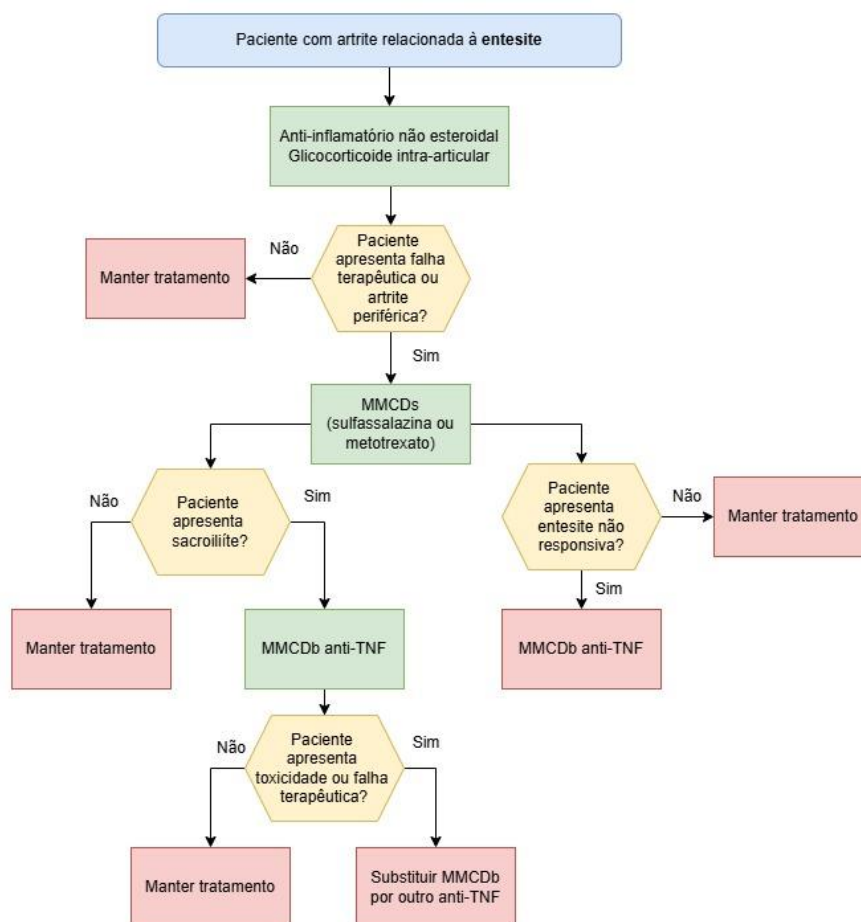 Paciente com artrite relacionada à entesite
Anti-inflamatório não esteroidal
Glicocorticoide intra-articular
Paciente
apresenta falha
terapêutica ou
artrite
periférica?
Não
Manter tratamento
Sim
MMCDs
(sulfassalazina ou
metotrexato)
Não
Paciente
apresenta
sacroiliíte?
Sim
Paciente
apresenta
entesite não
responsiva?
Não
Manter tratamento
Sim
Manter tratamento
MMCDb anti-TNF
MMCDb anti-TNF
Não
Paciente
apresenta
toxicidade ou falha
terapêutica?
Sim
Manter tratamento
Substituir MMCDb
por outro anti-TNF